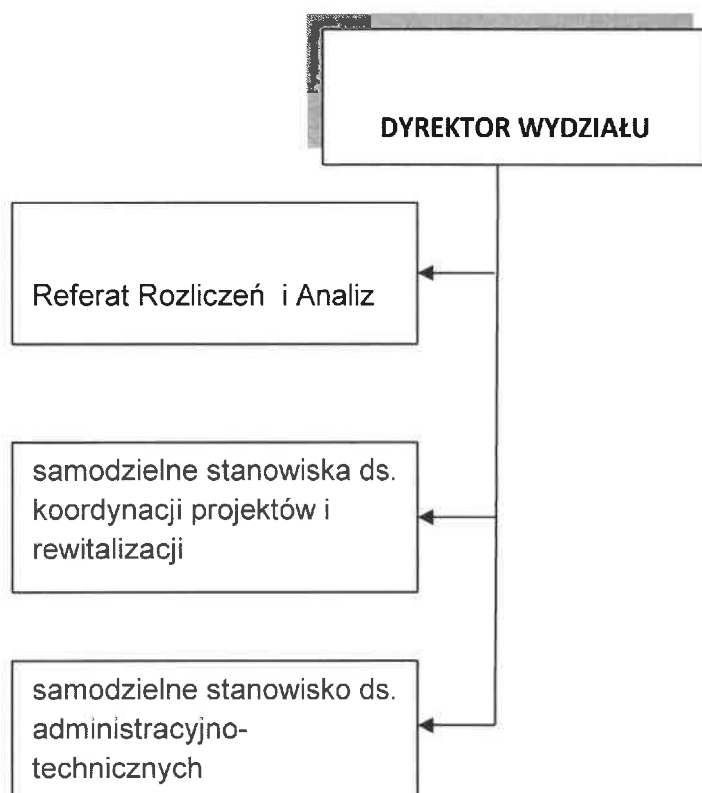 DYREKTOR WYDZIAŁU
Referat Rozliczeń i Analiz
samodzielne stanowiska ds.
koordynacji projektów i
rewitalizacji
samodzielne stanowisko ds.
administracyjno-
technicznych